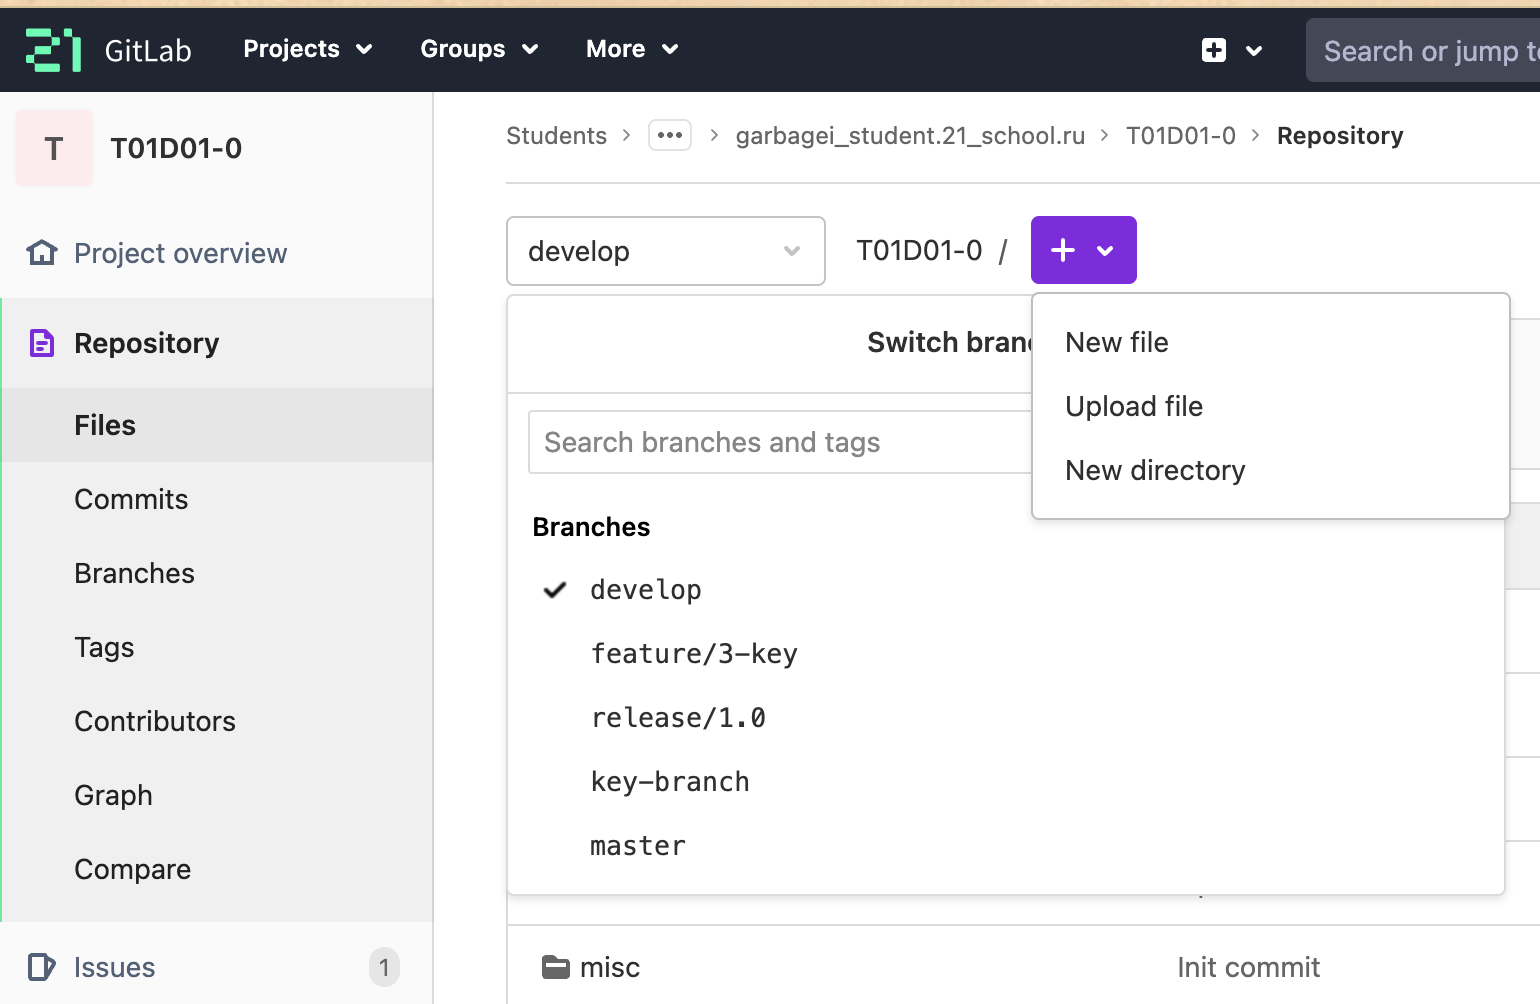 21 GitLab Projects Groups More Search or jump t
T T01D01-0
Students > ••• > garbagei_student.21_school.ru > T01D01-0 > Repository
Project overview
develop T01D01-0 / +
Repository
Switch bran
New file
Files
Upload file
Search branches and tags
New directory
Commits
Branches
Branches
develop
Tags
feature/3-key
Contributors
release/1.0
Graph
key-branch
Compare
master
Issues 1
misc Init commit